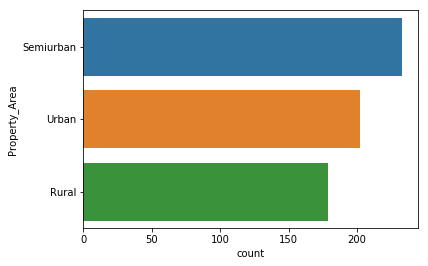 Property_Area
Semiurban
Urban
Rural
0 50 100 150 200
count